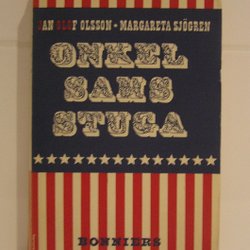 JAN OLOF OLSSON • MARGARETA SJÖGREN
ONKEL
SAMS
STUGA
BONNIERS